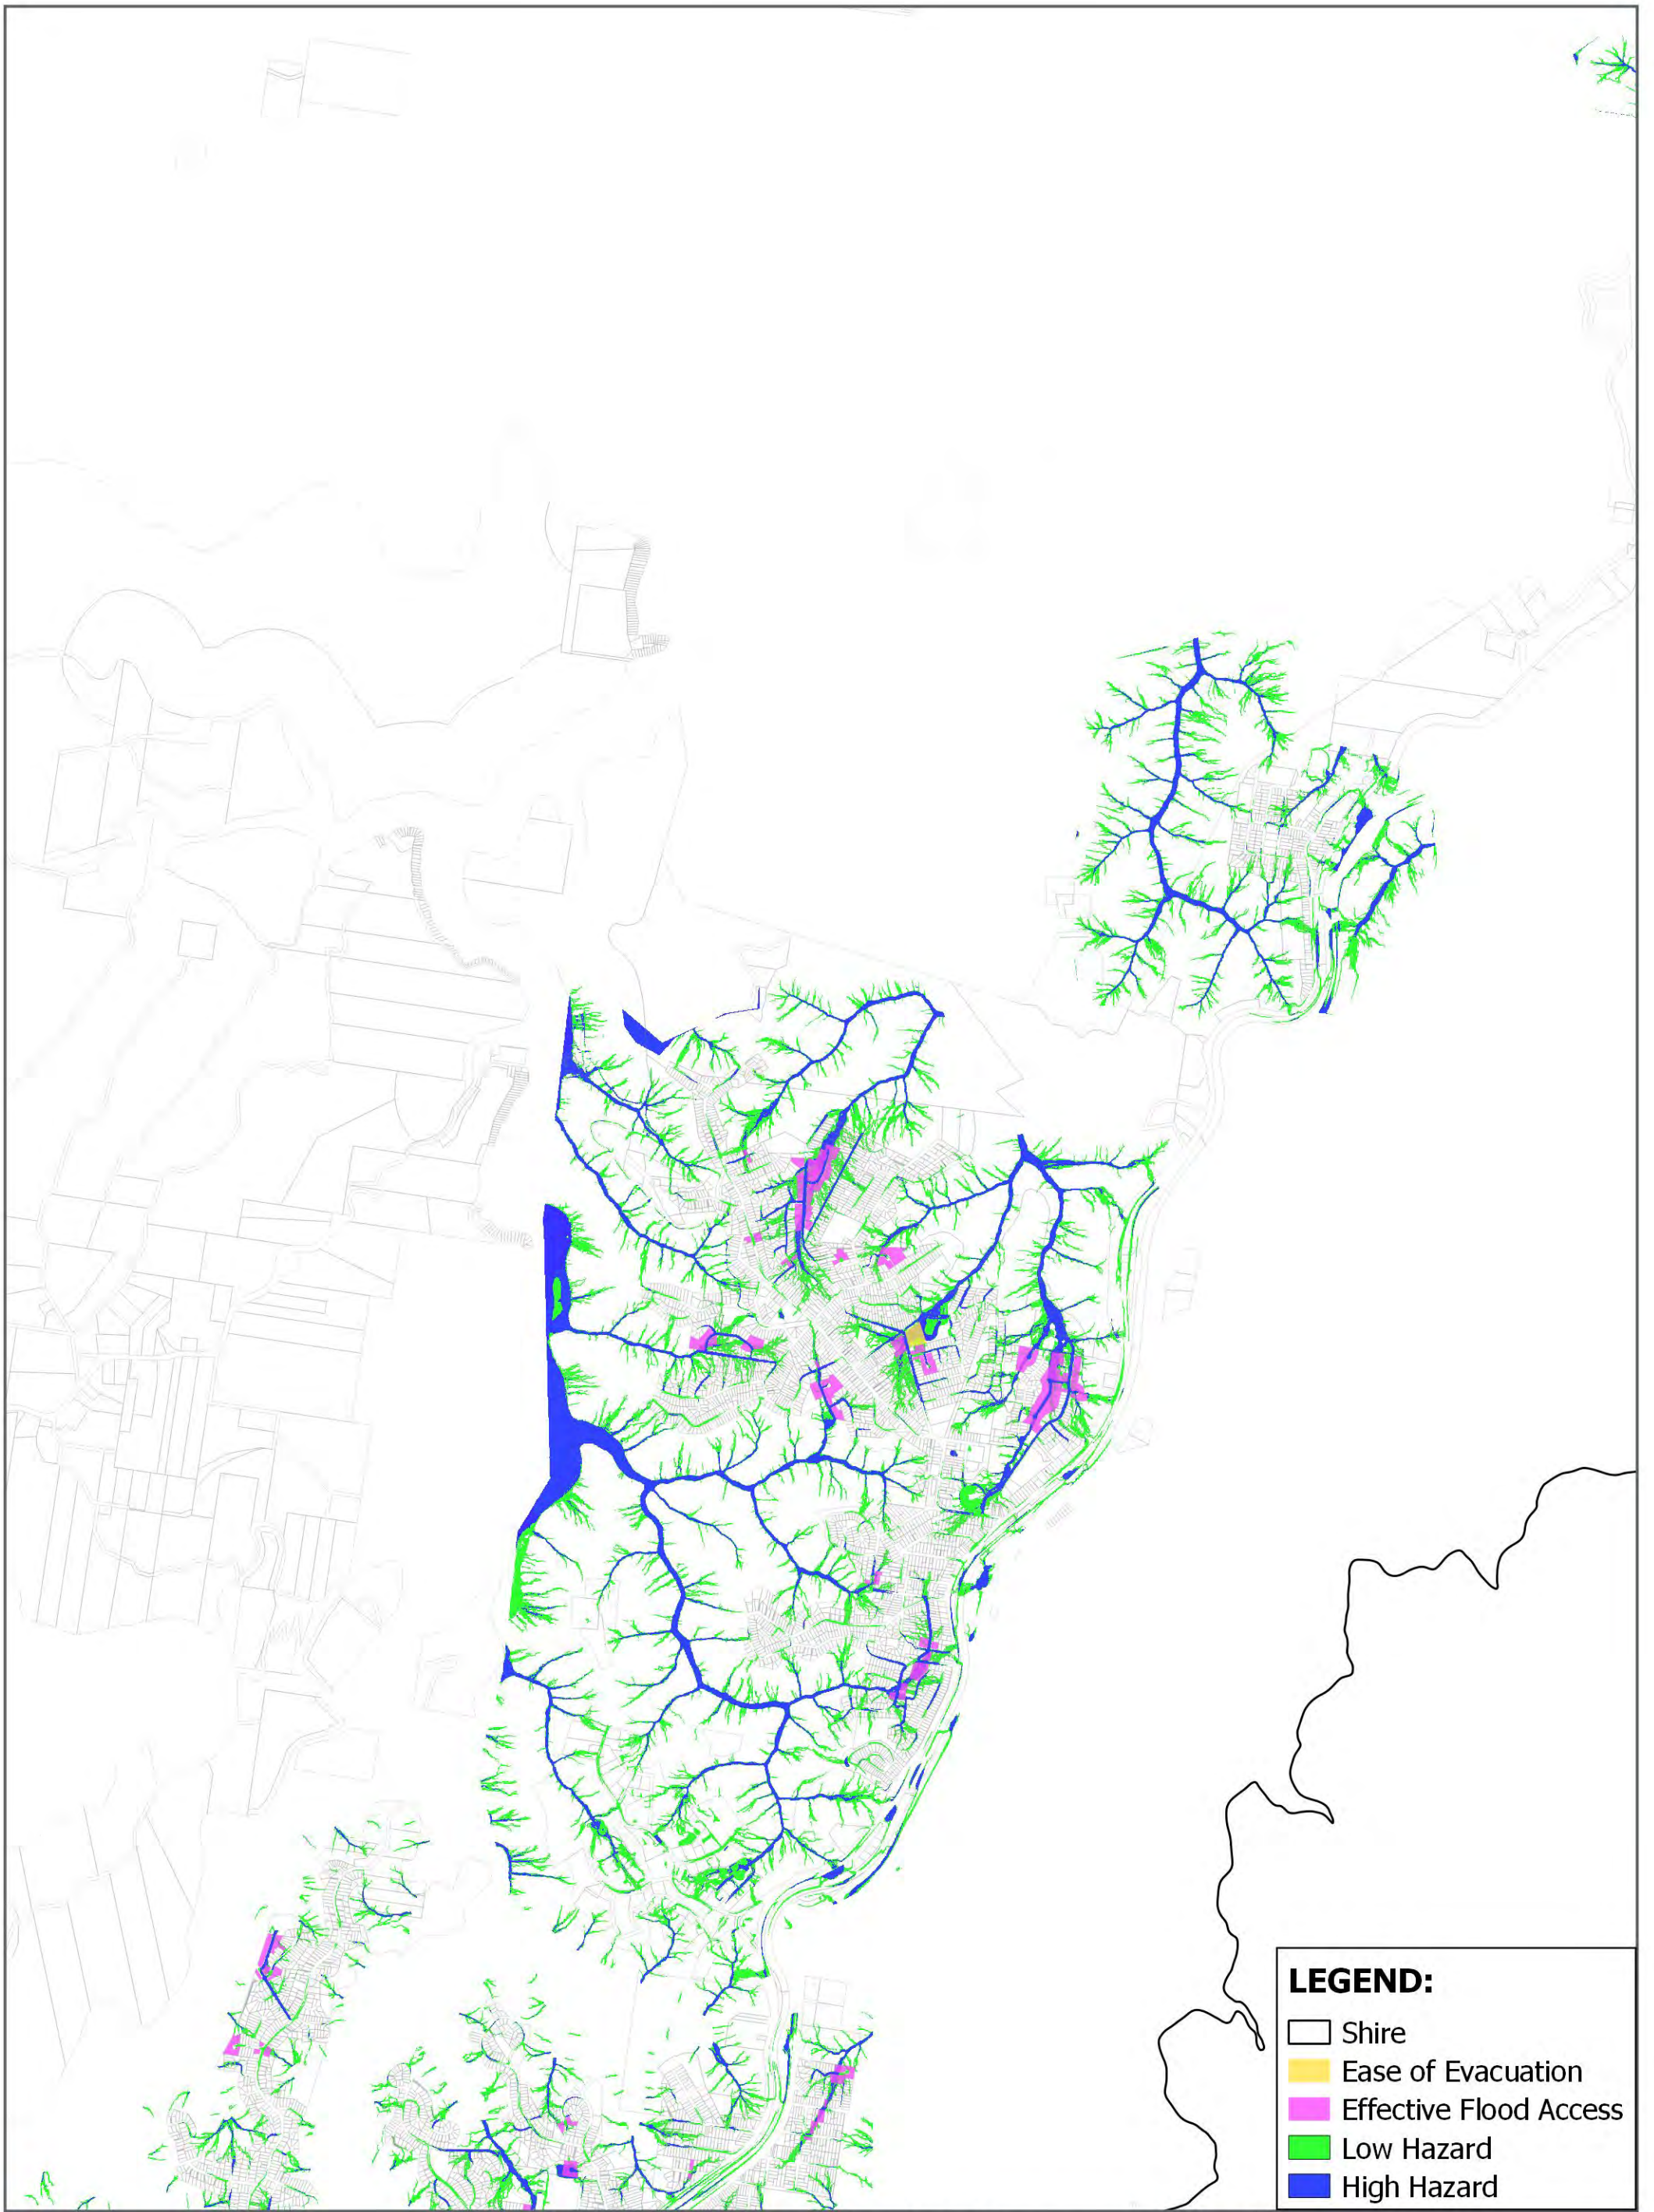 LEGEND:
Shire
Ease of Evacuation
Effective Flood Access
Low Hazard
High Hazard